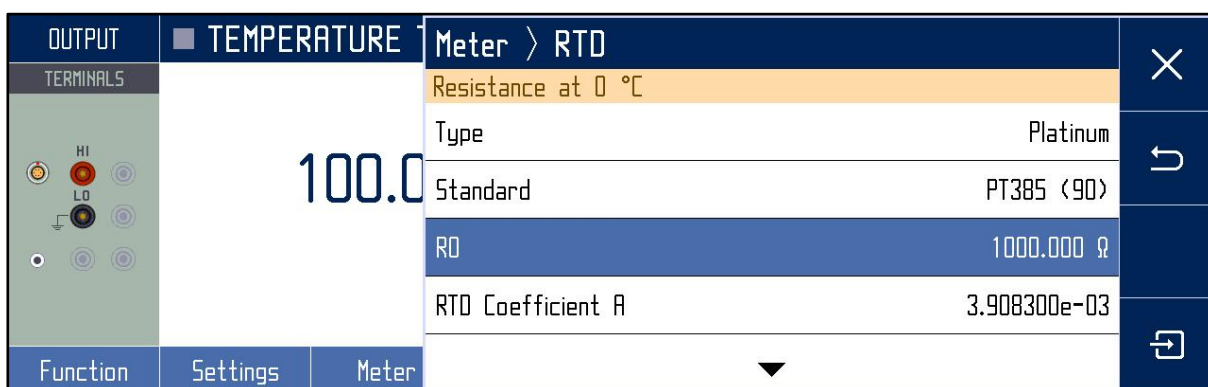 OUTPUT
TERMINALS
HI
LO
Function
TEMPERATURE
100.0
Settings
Meter
Meter > RTD
Resistance at 0 °C
Type Platinum
Standard PT385 (90)
R0 1000.000 Ω
RTD Coefficient A 3.908300e-03